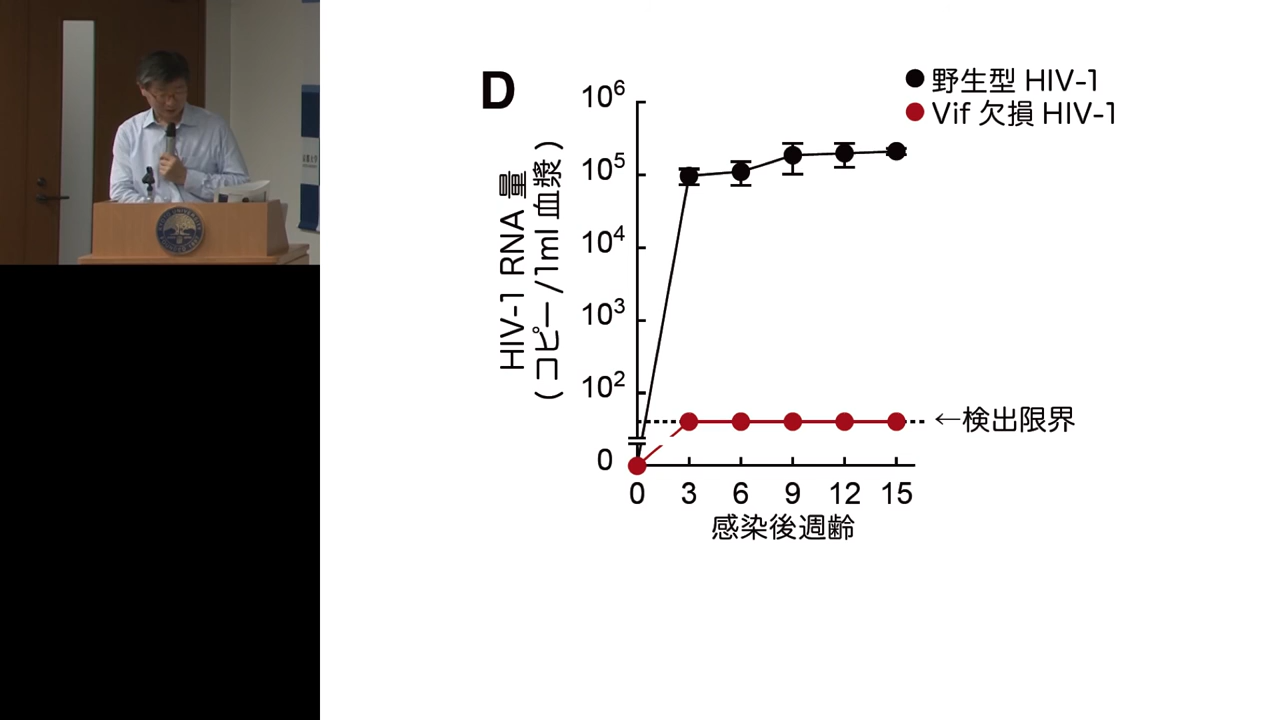 D
野生型 HIV-1
Vif 欠損 HIV-1
HIV-1 RNA 量
(コピー/1ml 血漿)
10⁶
10⁵
10⁴
10³
10²
0
←検出限界
0 3 6 9 12 15
感染後週齢